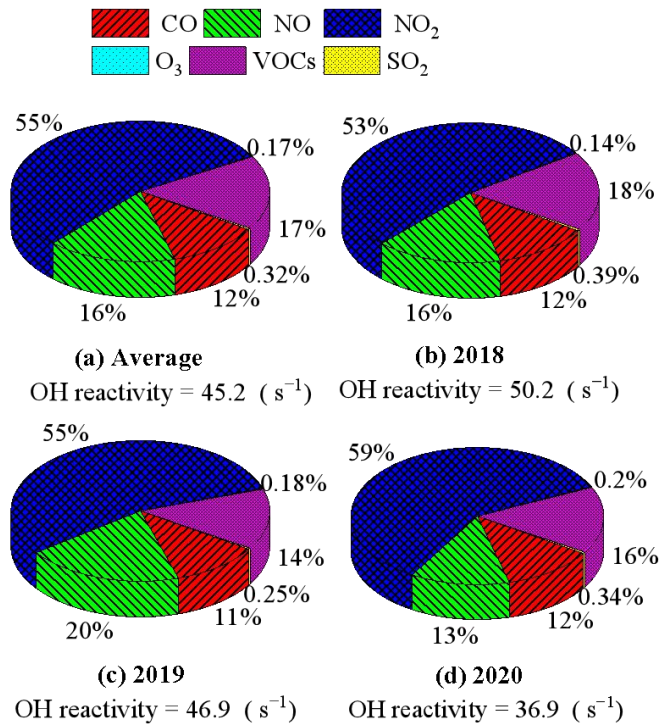 CO NO NO₂
O₃ VOCs SO₂
55% 0.17% 17% 0.32% 12% 16%
(a) Average
OH reactivity = 45.2 ( s⁻¹)
53% 0.14% 18% 0.39% 12% 16%
(b) 2018
OH reactivity = 50.2 ( s⁻¹)
55% 0.18% 14% 0.25% 11% 20%
(c) 2019
OH reactivity = 46.9 ( s⁻¹)
59% 0.2% 16% 0.34% 12% 13%
(d) 2020
OH reactivity = 36.9 ( s⁻¹)